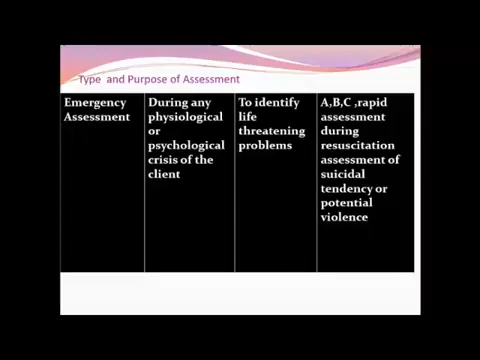 Type and Purpose of Assessment
Emergency
Assessment
During any
physiological
or
psychological
crisis of the
client
To identify
life
threatening
problems
A,B,C ,rapid
assessment
during
resuscitation
assessment of
suicidal
tendency or
potential
violence